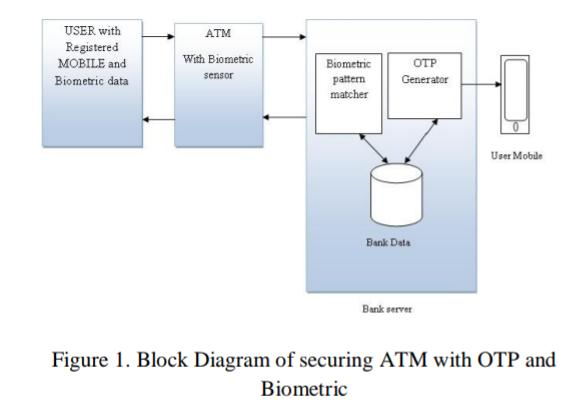 USER with
Registered
MOBILE and
Biometric data
ATM
With Biometric
sensor
Biometric
pattern
matcher
OTP
Generator
User Mobile
Bank Data
Bank server
Figure 1. Block Diagram of securing ATM with OTP and
Biometric